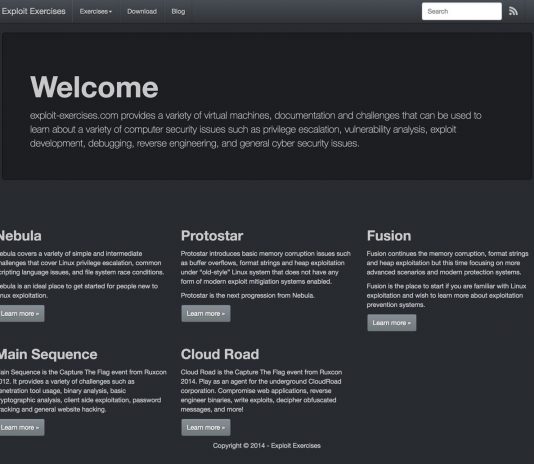 Exploit Exercises Exercises Download Blog Search
Welcome
exploit-exercises.com provides a variety of virtual machines, documentation and challenges that can be used to
learn about a variety of computer security issues such as privilege escalation, vulnerability analysis, exploit
development, debugging, reverse engineering, and general cyber security issues.
Nebula
Nebula covers a variety of simple and intermediate
challenges that cover Linux privilege escalation, common
scripting language issues, and file system race conditions.
Nebula is an ideal place to get started for people new to
Linux exploitation.
Learn more »
Protostar
Protostar introduces basic memory corruption issues such
as buffer overflows, format strings and heap exploitation
under "old-style" Linux system that does not have any
form of modern exploit mitigiation systems enabled.
Protostar is the next progression from Nebula.
Learn more »
Fusion
Fusion continues the memory corruption, format strings
and heap exploitation but this time focusing on more
advanced scenarios and modern protection systems.
Fusion is the place to start if you are familiar with Linux
exploitation and wish to learn more about exploitation
prevention systems.
Learn more »
Main Sequence
Main Sequence is the Capture The Flag event from Ruxcon
2012. It provides a variety of challenges such as
penetration tool usage, binary analysis, basic
cryptographic analysis, client side exploitation, password
cracking and general website hacking.
Learn more »
Cloud Road
Cloud Road is the Capture The Flag event from Ruxcon
2014. Play as an agent for the underground CloudRoad
corporation. Compromise web applications, reverse
engineer binaries, write exploits, decipher obfuscated
messages, and more!
Learn more »
Copyright © 2014 - Exploit Exercises